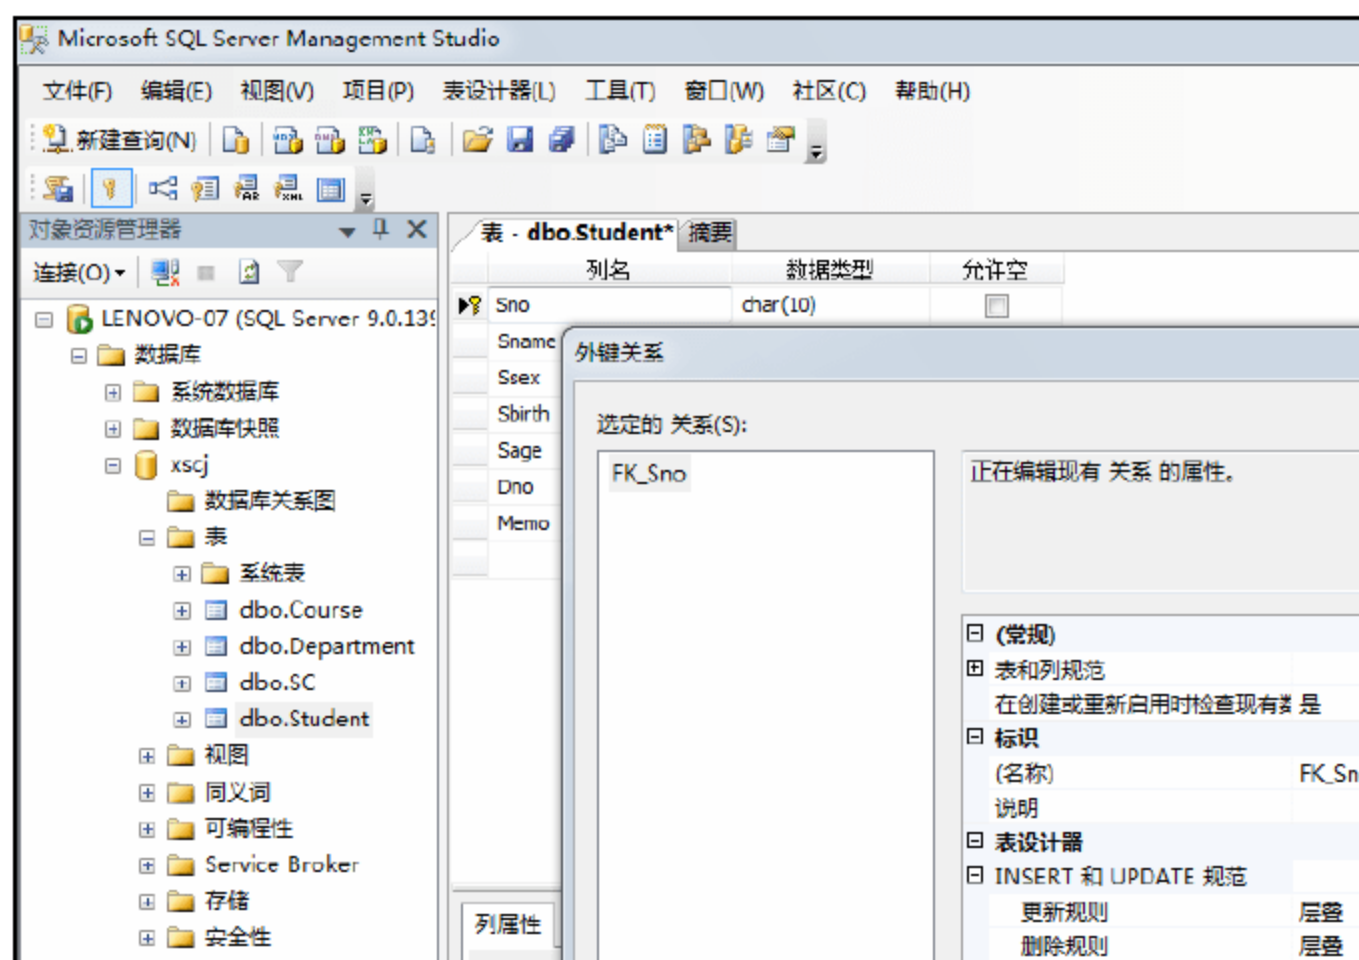 Microsoft SQL Server Management Studio
文件(F) 编辑(E) 视图(V) 项目(P) 表设计器(L) 工具(T) 窗口(W) 社区(C) 帮助(H)
新建查询(N)
对象资源管理器
连接(O)
LENOVO-07 (SQL Server 9.0.139
数据库
系统数据库
数据库快照
xscj
数据库关系图
表
系统表
dbo.Course
dbo.Department
dbo.SC
dbo.Student
视图
同义词
可编程性
Service Broker
存储
安全性
表 - dbo.Student* 摘要
列名 数据类型 允许空
Sno char(10)
Sname
Ssex
Sbirth
Sage
Dno
Memo
列属性
外键关系
选定的 关系(S):
FK_Sno
正在编辑现有 关系 的属性。
(常规)
表和列规范
在创建或重新启用时检查现有数 是
标识
(名称) FK_Sn
说明
表设计器
INSERT 和 UPDATE 规范
更新规则 层叠
删除规则 层叠